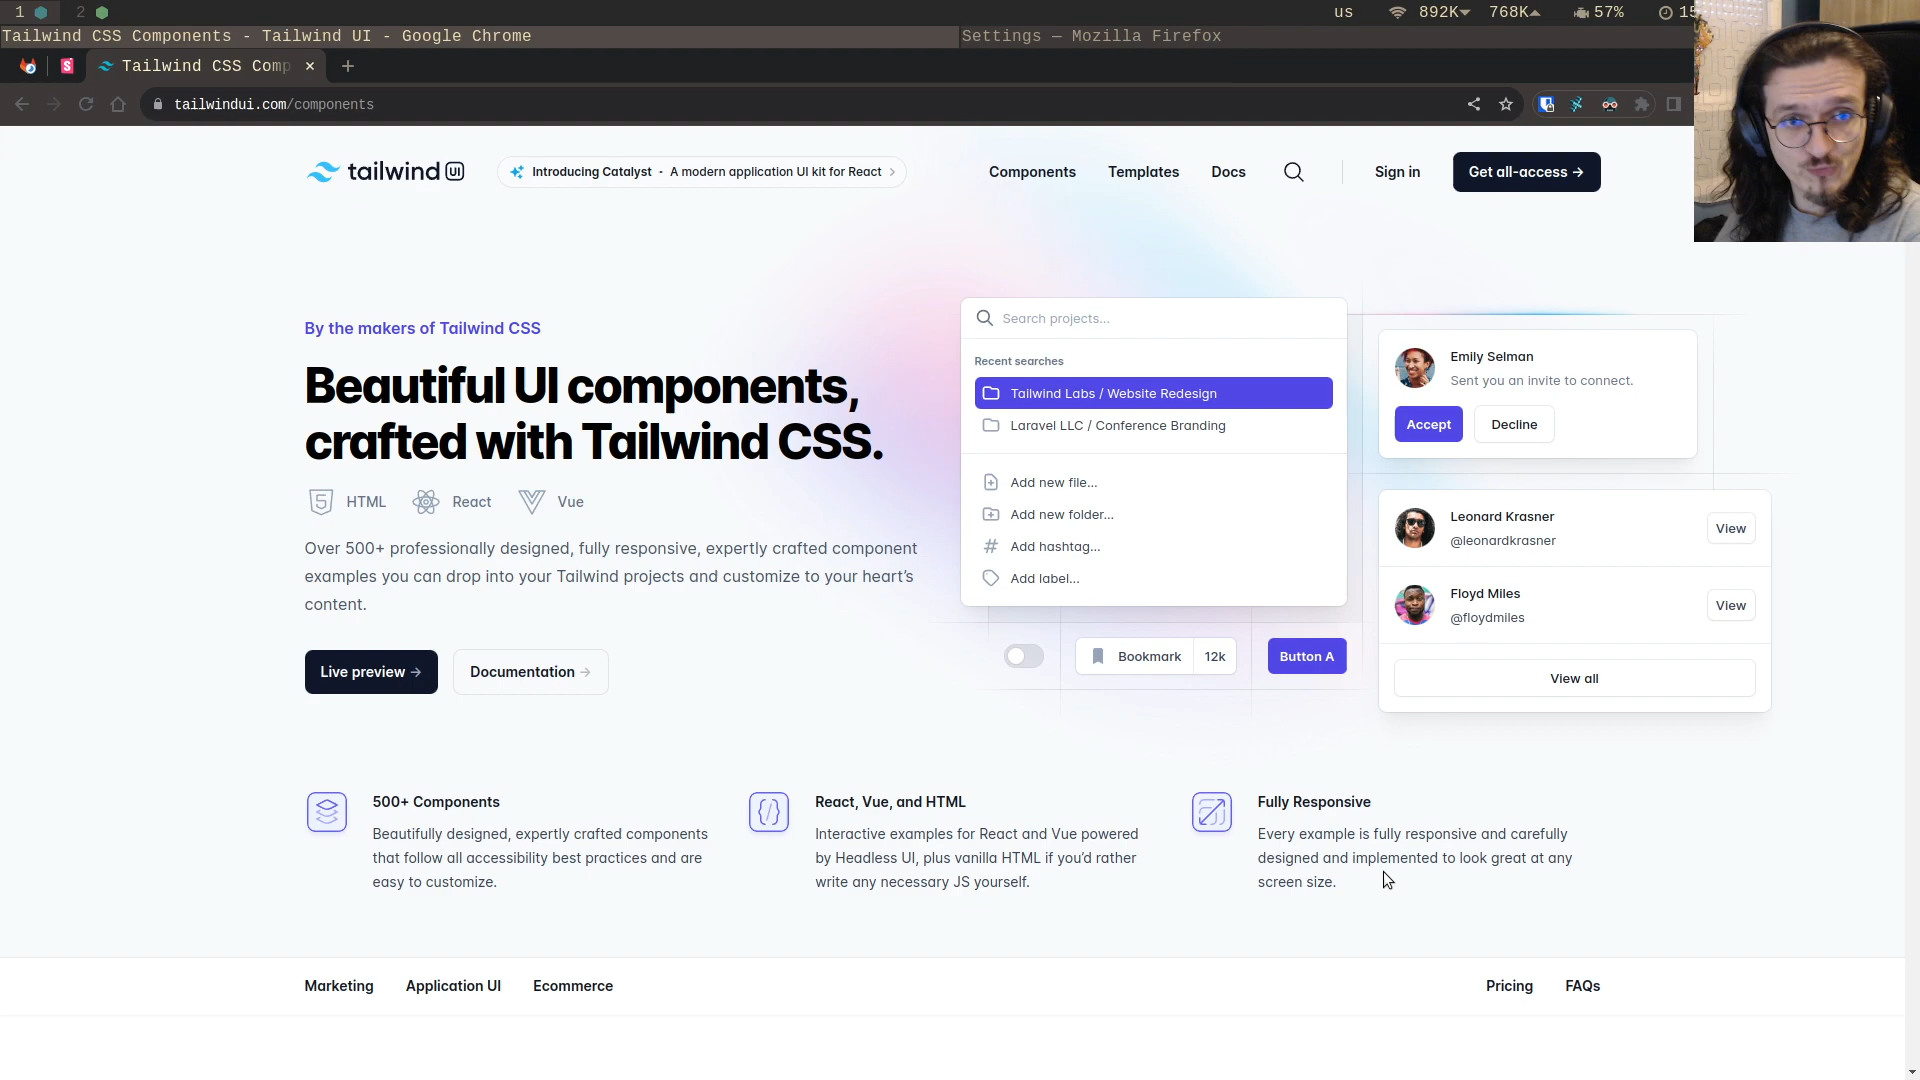 1 2 us 892K 768K 57% 15
Tailwind CSS Components - Tailwind UI - Google Chrome Settings — Mozilla Firefox
Tailwind CSS Comp
tailwindui.com/components
tailwind UI Introducing Catalyst · A modern application UI kit for React Components Templates Docs Sign in Get all-access →
By the makers of Tailwind CSS
Beautiful UI components,
crafted with Tailwind CSS.
HTML React Vue
Over 500+ professionally designed, fully responsive, expertly crafted component
examples you can drop into your Tailwind projects and customize to your heart’s
content.
Live preview → Documentation →
Search projects...
Recent searches
Tailwind Labs / Website Redesign
Laravel LLC / Conference Branding
Add new file...
Add new folder...
Add hashtag...
Add label...
Bookmark 12k Button A
Emily Selman
Sent you an invite to connect.
Accept Decline
Leonard Krasner
@leonardkrasner
View
Floyd Miles
@floydmiles
View
View all
500+ Components
Beautifully designed, expertly crafted components
that follow all accessibility best practices and are
easy to customize.
React, Vue, and HTML
Interactive examples for React and Vue powered
by Headless UI, plus vanilla HTML if you’d rather
write any necessary JS yourself.
Fully Responsive
Every example is fully responsive and carefully
designed and implemented to look great at any
screen size.
Marketing Application UI Ecommerce Pricing FAQs